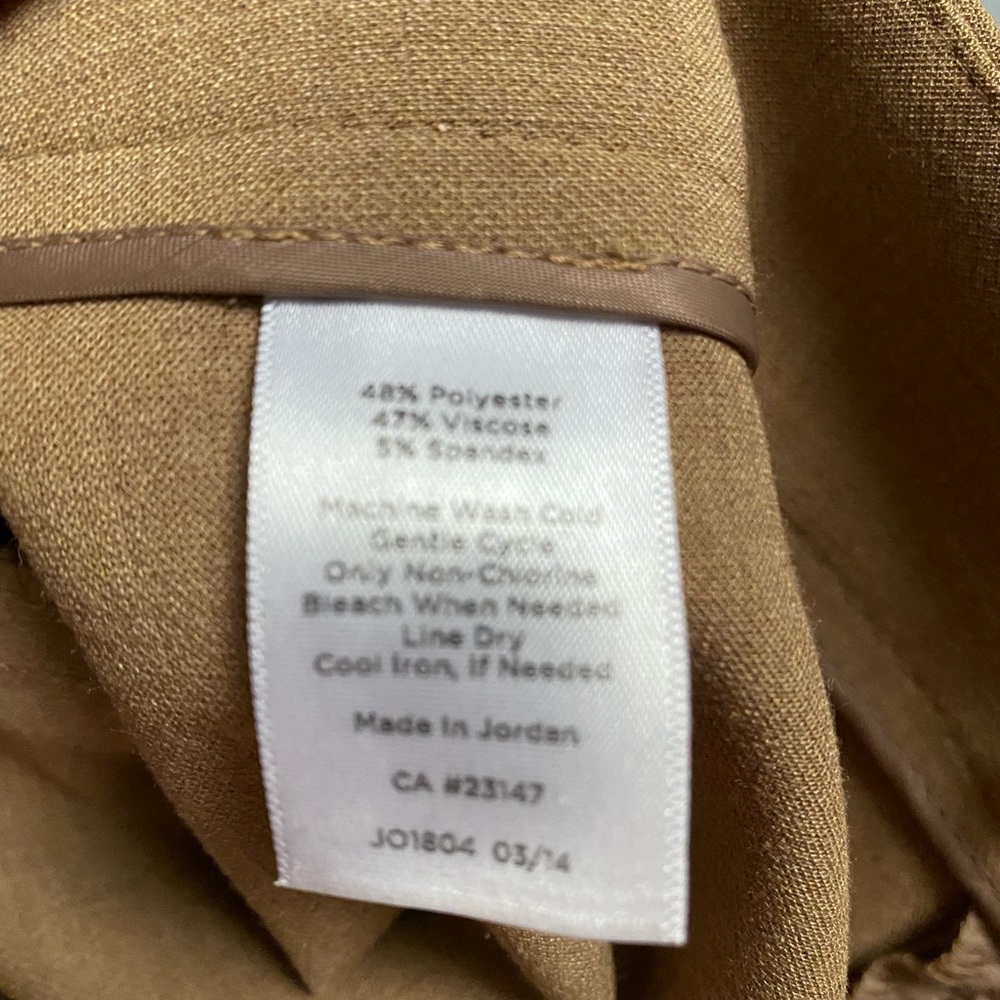 48% Polyester
47% Viscose
5% Spandex
Machine Wash Cold
Gentle Cycle
Only Non-Chlorine
Bleach When Needed
Line Dry
Cool Iron, If Needed
Made In Jordan
CA #23147
JO1804 03/14